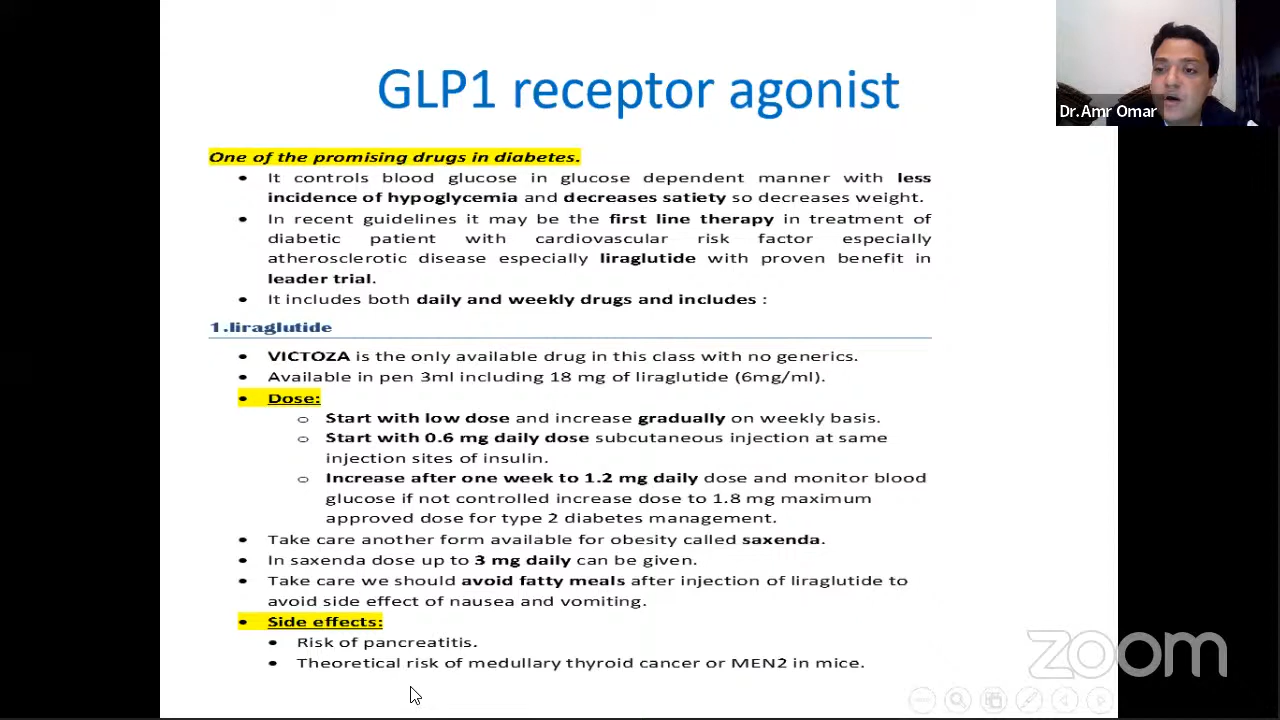 GLP1 receptor agonist
Dr.Amr Omar
One of the promising drugs in diabetes.
• It controls blood glucose in glucose dependent manner with less
incidence of hypoglycemia and decreases satiety so decreases weight.
• In recent guidelines it may be the first line therapy in treatment of
diabetic patient with cardiovascular risk factor especially
atherosclerotic disease especially liraglutide with proven benefit in
leader trial.
• It includes both daily and weekly drugs and includes :
1.liraglutide
• VICTOZA is the only available drug in this class with no generics.
• Available in pen 3ml including 18 mg of liraglutide (6mg/ml).
• Dose:
o Start with low dose and increase gradually on weekly basis.
o Start with 0.6 mg daily dose subcutaneous injection at same
injection sites of insulin.
o Increase after one week to 1.2 mg daily dose and monitor blood
glucose if not controlled increase dose to 1.8 mg maximum
approved dose for type 2 diabetes management.
• Take care another form available for obesity called saxenda.
• In saxenda dose up to 3 mg daily can be given.
• Take care we should avoid fatty meals after injection of liraglutide to
avoid side effect of nausea and vomiting.
• Side effects:
• Risk of pancreatitis.
• Theoretical risk of medullary thyroid cancer or MEN2 in mice.
zoom